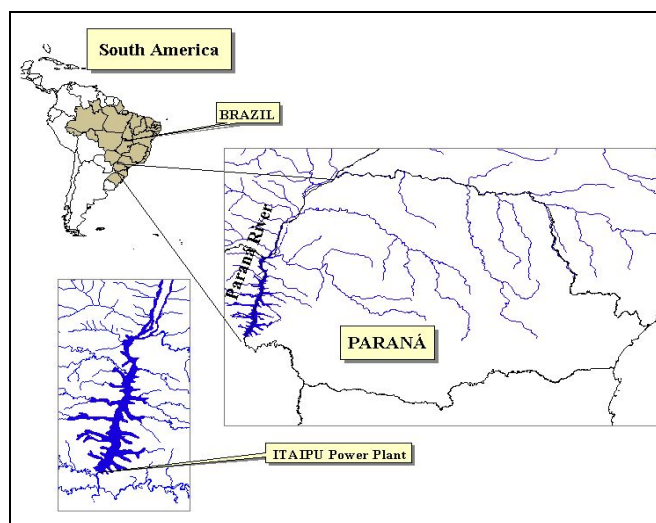 South America
BRAZIL
Paraná River
PARANÁ
ITAIPU Power Plant